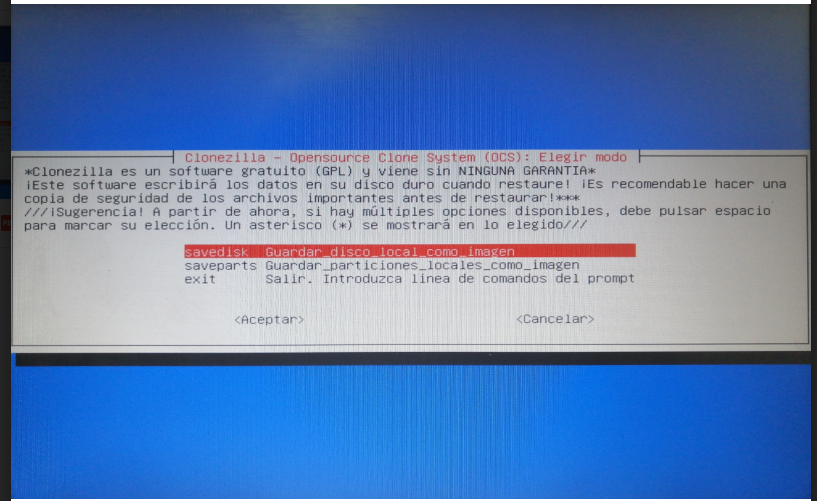 Clonezilla - Opensource Clone System (OCS): Elegir modo
*Clonezilla es un software gratuito (GPL) y viene sin NINGUNA GARANTIA*
¡Este software escribirá los datos en su disco duro cuando restaure! ¡Es recomendable hacer una
copia de seguridad de los archivos importantes antes de restaurar!***
///¡Sugerencia! A partir de ahora, si hay múltiples opciones disponibles, debe pulsar espacio
para marcar su elección. Un asterisco (*) se mostrará en lo elegido///
savedisk Guardar_disco_local_como_imagen
saveparts Guardar_particiones_locales_como_imagen
exit Salir. Introduzca linea de comandos del prompt
<Aceptar> <Cancelar>